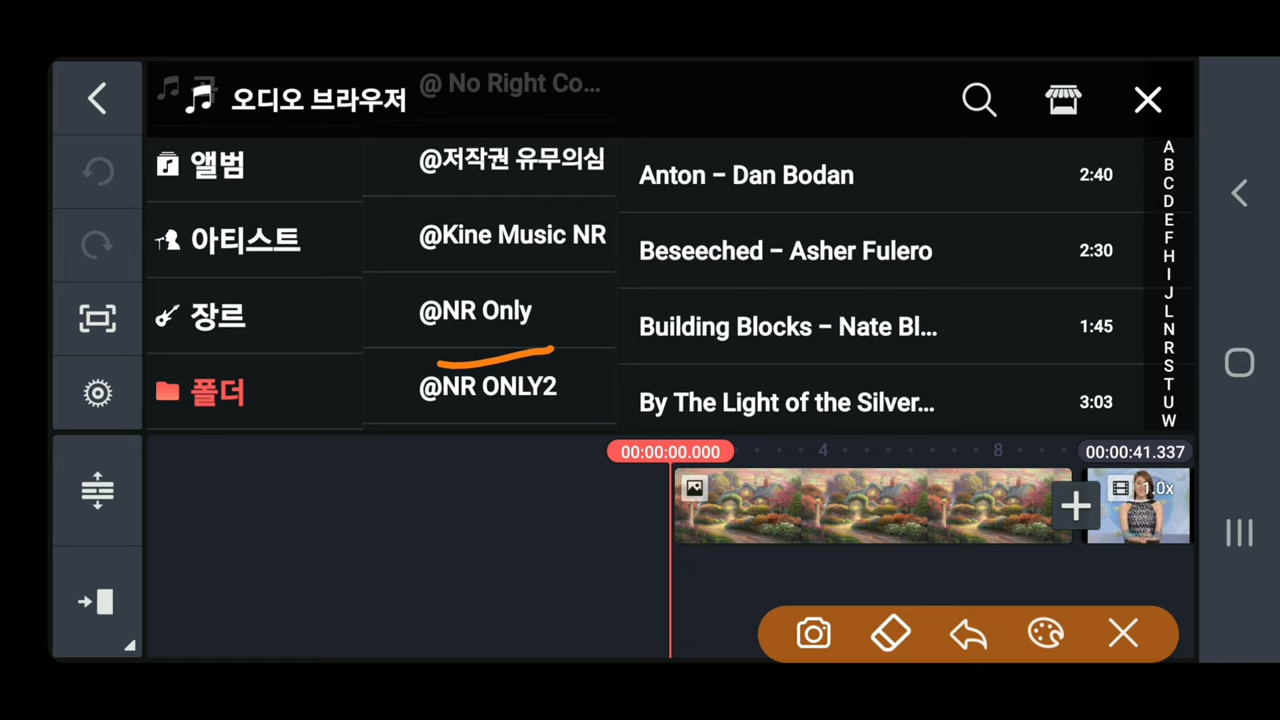 곡
@ No Right Co...
오디오 브라우저
앨범
아티스트
장르
폴더
@저작권 유무의심
@Kine Music NR
@NR Only
@NR ONLY2
Anton – Dan Bodan
2:40
Beseeched – Asher Fulero
2:30
Building Blocks – Nate Bl...
1:45
By The Light of the Silver...
3:03
A
B
C
D
E
F
H
I
J
L
N
R
S
T
U
W
00:00:00.000
4
8
00:00:41.337
1.0x